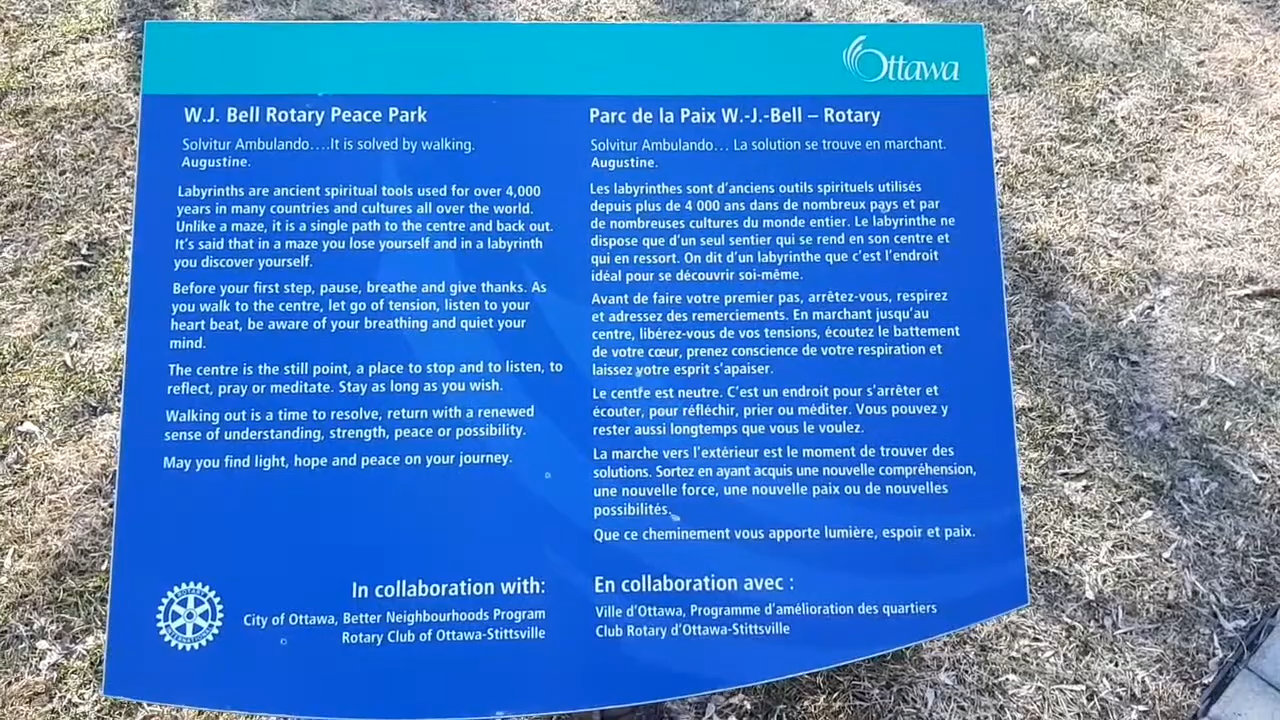 Ottawa
W.J. Bell Rotary Peace Park
Solvitur Ambulando....It is solved by walking.
Augustine.
Labyrinths are ancient spiritual tools used for over 4,000
years in many countries and cultures all over the world.
Unlike a maze, it is a single path to the centre and back out.
It's said that in a maze you lose yourself and in a labyrinth
you discover yourself.
Before your first step, pause, breathe and give thanks. As
you walk to the centre, let go of tension, listen to your
heart beat, be aware of your breathing and quiet your
mind.
The centre is the still point, a place to stop and to listen, to
reflect, pray or meditate. Stay as long as you wish.
Walking out is a time to resolve, return with a renewed
sense of understanding, strength, peace or possibility.
May you find light, hope and peace on your journey.
In collaboration with:
City of Ottawa, Better Neighbourhoods Program
Rotary Club of Ottawa-Stittsville
ROTARY
INTERNATIONAL
Parc de la Paix W.-J.-Bell – Rotary
Solvitur Ambulando... La solution se trouve en marchant.
Augustine.
Les labyrinthes sont d'anciens outils spirituels utilisés
depuis plus de 4 000 ans dans de nombreux pays et par
de nombreuses cultures du monde entier. Le labyrinthe ne
dispose que d'un seul sentier qui se rend en son centre et
qui en ressort. On dit d'un labyrinthe que c'est l'endroit
idéal pour se découvrir soi-même.
Avant de faire votre premier pas, arrêtez-vous, respirez
et adressez des remerciements. En marchant jusqu'au
centre, libérez-vous de vos tensions, écoutez le battement
de votre cœur, prenez conscience de votre respiration et
laissez votre esprit s'apaiser.
Le centre est neutre. C'est un endroit pour s'arrêter et
écouter, pour réfléchir, prier ou méditer. Vous pouvez y
rester aussi longtemps que vous le voulez.
La marche vers l'extérieur est le moment de trouver des
solutions. Sortez en ayant acquis une nouvelle compréhension,
une nouvelle force, une nouvelle paix ou de nouvelles
possibilités.
Que ce cheminement vous apporte lumière, espoir et paix.
En collaboration avec :
Ville d'Ottawa, Programme d'amélioration des quartiers
Club Rotary d'Ottawa-Stittsville